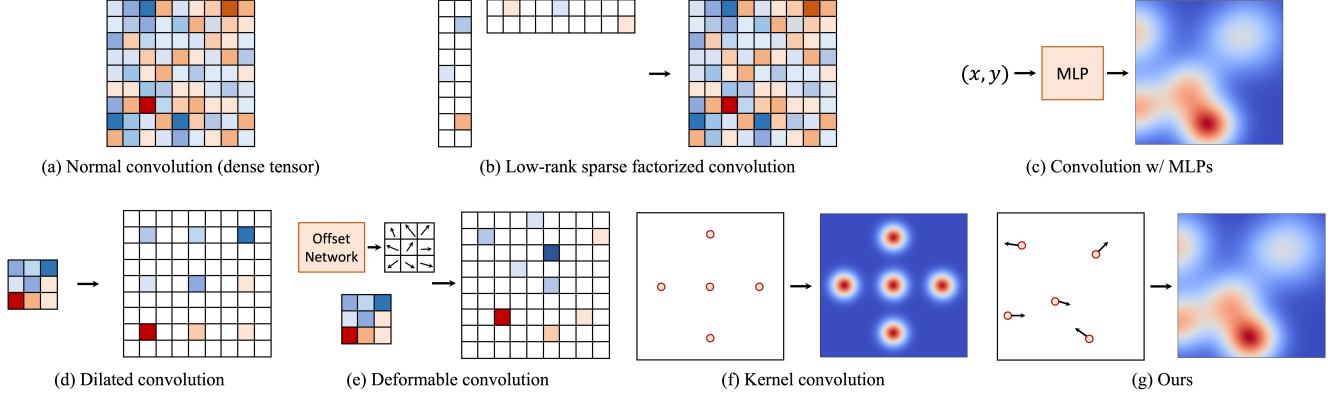 (x, y)
MLP
(a) Normal convolution (dense tensor)
(b) Low-rank sparse factorized convolution
(c) Convolution w/ MLPs
Offset
Network
(d) Dilated convolution
(e) Deformable convolution
(f) Kernel convolution
(g) Ours